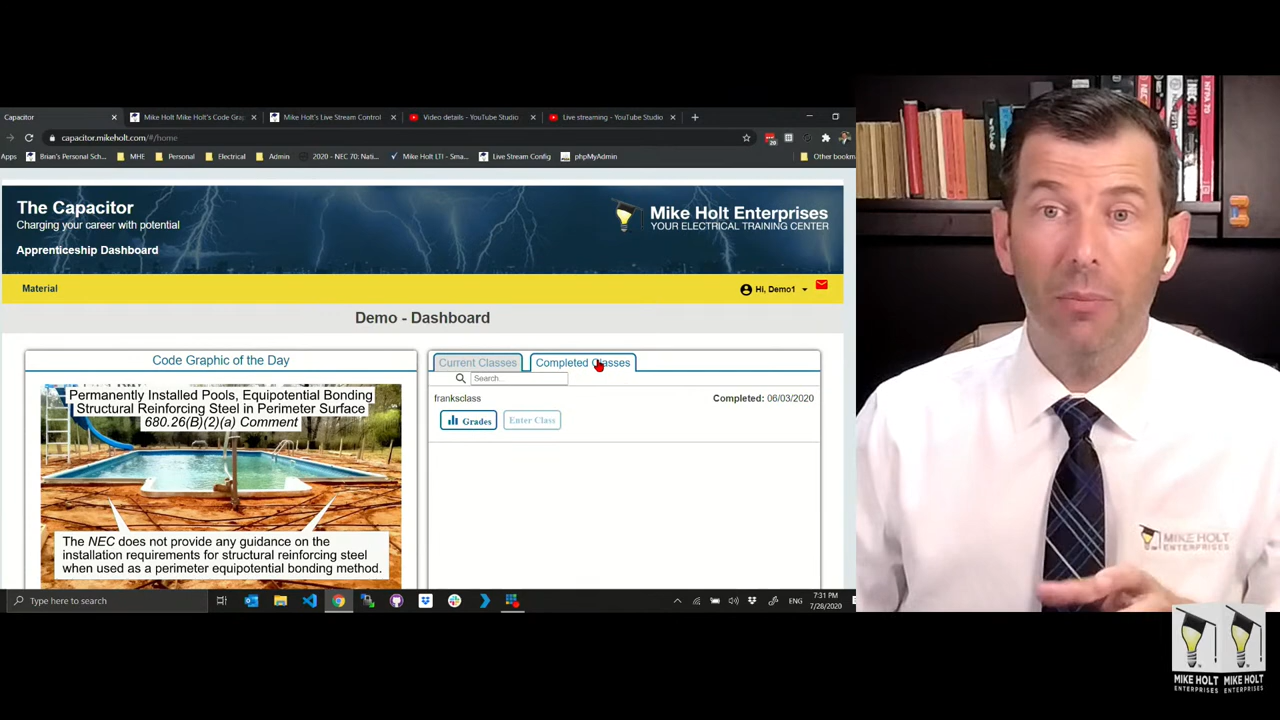 Capacitor
Mike Holt Mike Holt's Code Gra
Mike Holt's Live Stream Control
Video details - YouTube Studio
Live streaming - YouTube Studio
capacitor.mikeholt.com/#/home
Apps
Brian's Personal Sch...
MHE
Personal
Electrical
Admin
2020 - NEC 70: Nati...
Mike Holt LTI - Sma...
Live Stream Config
phpMyAdmin
Other bookm
The Capacitor
Charging your career with potential
Apprenticeship Dashboard
Mike Holt Enterprises
YOUR ELECTRICAL TRAINING CENTER
Material
Hi, Demo1
Demo - Dashboard
Code Graphic of the Day
Current Classes
Completed Classes
Search..
Permanently Installed Pools, Equipotential Bonding
Structural Reinforcing Steel in Perimeter Surface
680.26(B)(2)(a) Comment
The NEC does not provide any guidance on the
installation requirements for structural reinforcing steel
when used as a perimeter equipotential bonding method.
franksclass
Completed: 06/03/2020
Grades
Enter Class
Type here to search
ENG
7:31 PM
7/28/2020
NEC 2014
NFPA 70
MIKE HOLT
ENTERPRISES
MIKE HOLT
ENTERPRISES
MIKE HOLT
ENTERPRISES